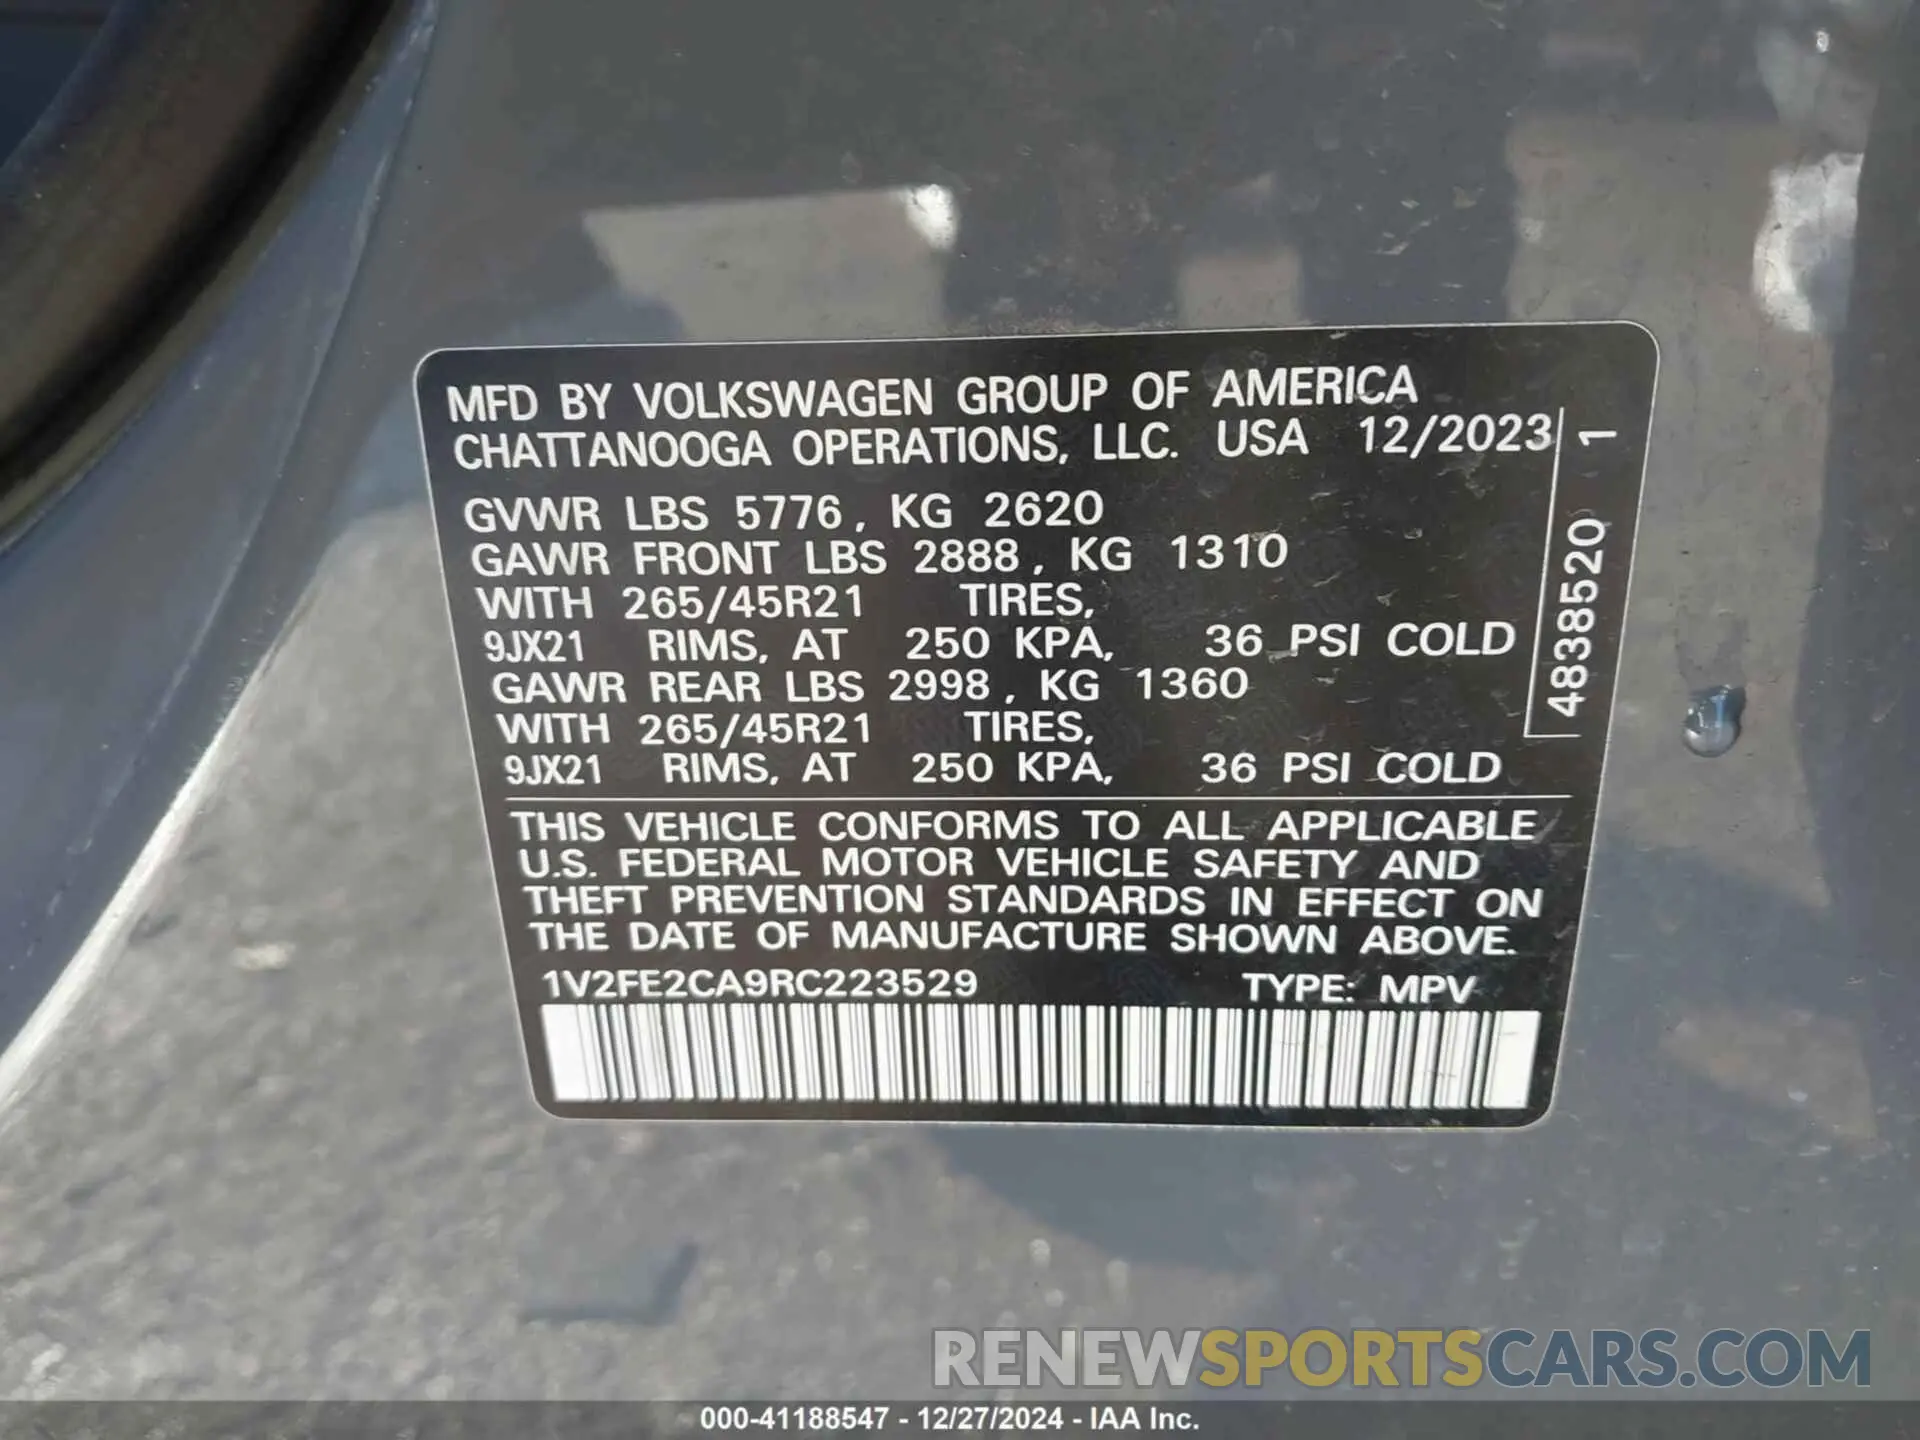 MFD BY VOLKSWAGEN GROUP OF AMERICA
CHATTANOOGA OPERATIONS, LLC. USA 12/2023
GVWR LBS 5776, KG 2620
GAWR FRONT LBS 2888, KG 1310
WITH 265/45R21 TIRES,
9JX21 RIMS, AT 250 KPA, 36 PSI COLD
GAWR REAR LBS 2998, KG 1360
WITH 265/45R21 TIRES,
9JX21 RIMS, AT 250 KPA, 36 PSI COLD
4838520 1
THIS VEHICLE CONFORMS TO ALL APPLICABLE
U.S. FEDERAL MOTOR VEHICLE SAFETY AND
THEFT PREVENTION STANDARDS IN EFFECT ON
THE DATE OF MANUFACTURE SHOWN ABOVE.
1V2FE2CA9RC223529 TYPE: MPV
RENEWSPORTSCARS.COM
000-41188547 - 12/27/2024 - IAA Inc.